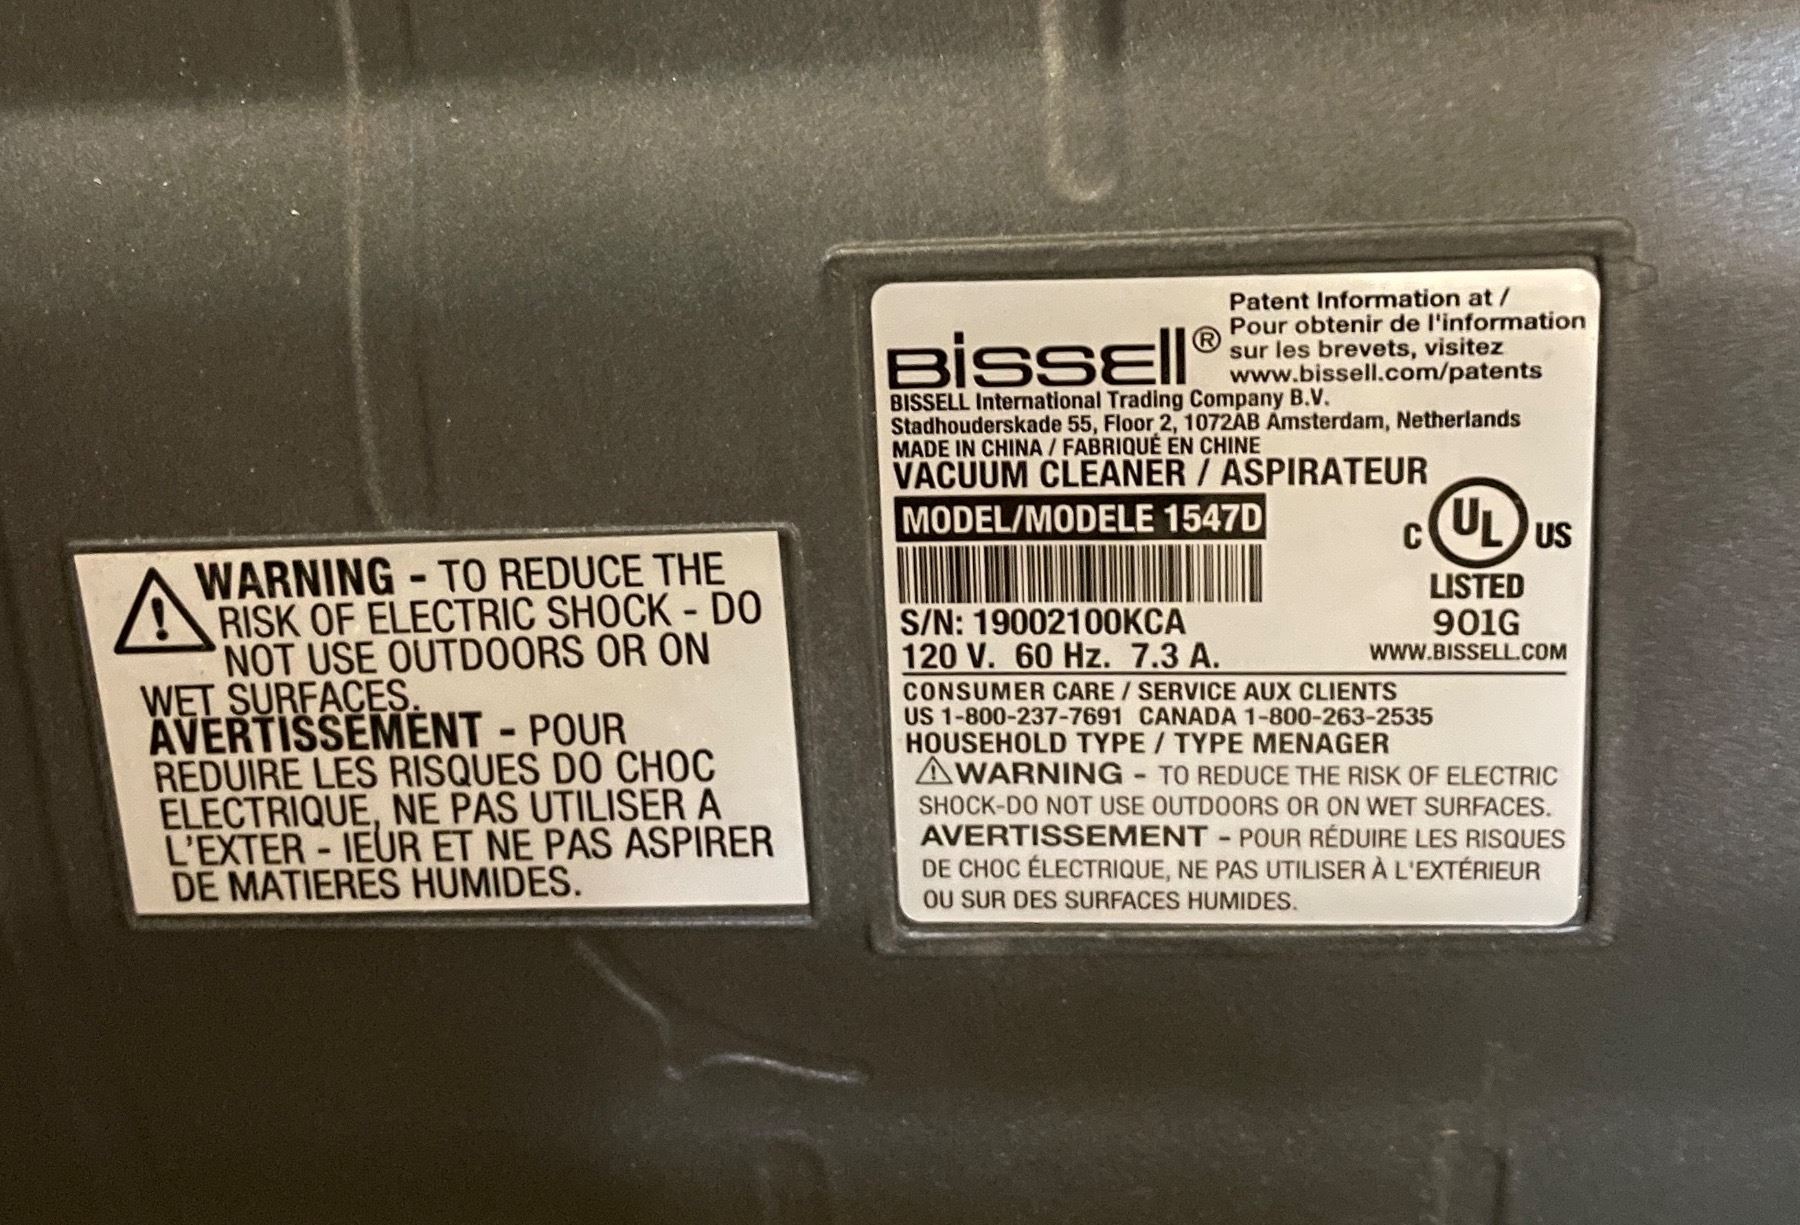 WARNING - TO REDUCE THE
RISK OF ELECTRIC SHOCK - DO
NOT USE OUTDOORS OR ON
WET SURFACES.
AVERTISSEMENT - POUR
REDUIRE LES RISQUES DO CHOC
ELECTRIQUE, NE PAS UTILISER A
L'EXTER - IEUR ET NE PAS ASPIRER
DE MATIERES HUMIDES.
BISSELL®
Patent Information at /
Pour obtenir de l'information
sur les brevets, visitez
www.bissell.com/patents
BISSELL International Trading Company B.V.
Stadhouderskade 55, Floor 2, 1072AB Amsterdam, Netherlands
MADE IN CHINA / FABRIQUÉ EN CHINE
VACUUM CLEANER / ASPIRATEUR
MODEL/MODELE 1547D
C UL US
LISTED
901G
WWW.BISSELL.COM
S/N: 19002100KCA
120 V. 60 Hz. 7.3 A.
CONSUMER CARE / SERVICE AUX CLIENTS
US 1-800-237-7691 CANADA 1-800-263-2535
HOUSEHOLD TYPE / TYPE MENAGER
WARNING - TO REDUCE THE RISK OF ELECTRIC
SHOCK-DO NOT USE OUTDOORS OR ON WET SURFACES.
AVERTISSEMENT - POUR RÉDUIRE LES RISQUES
DE CHOC ÉLECTRIQUE, NE PAS UTILISER À L'EXTÉRIEUR
OU SUR DES SURFACES HUMIDES.